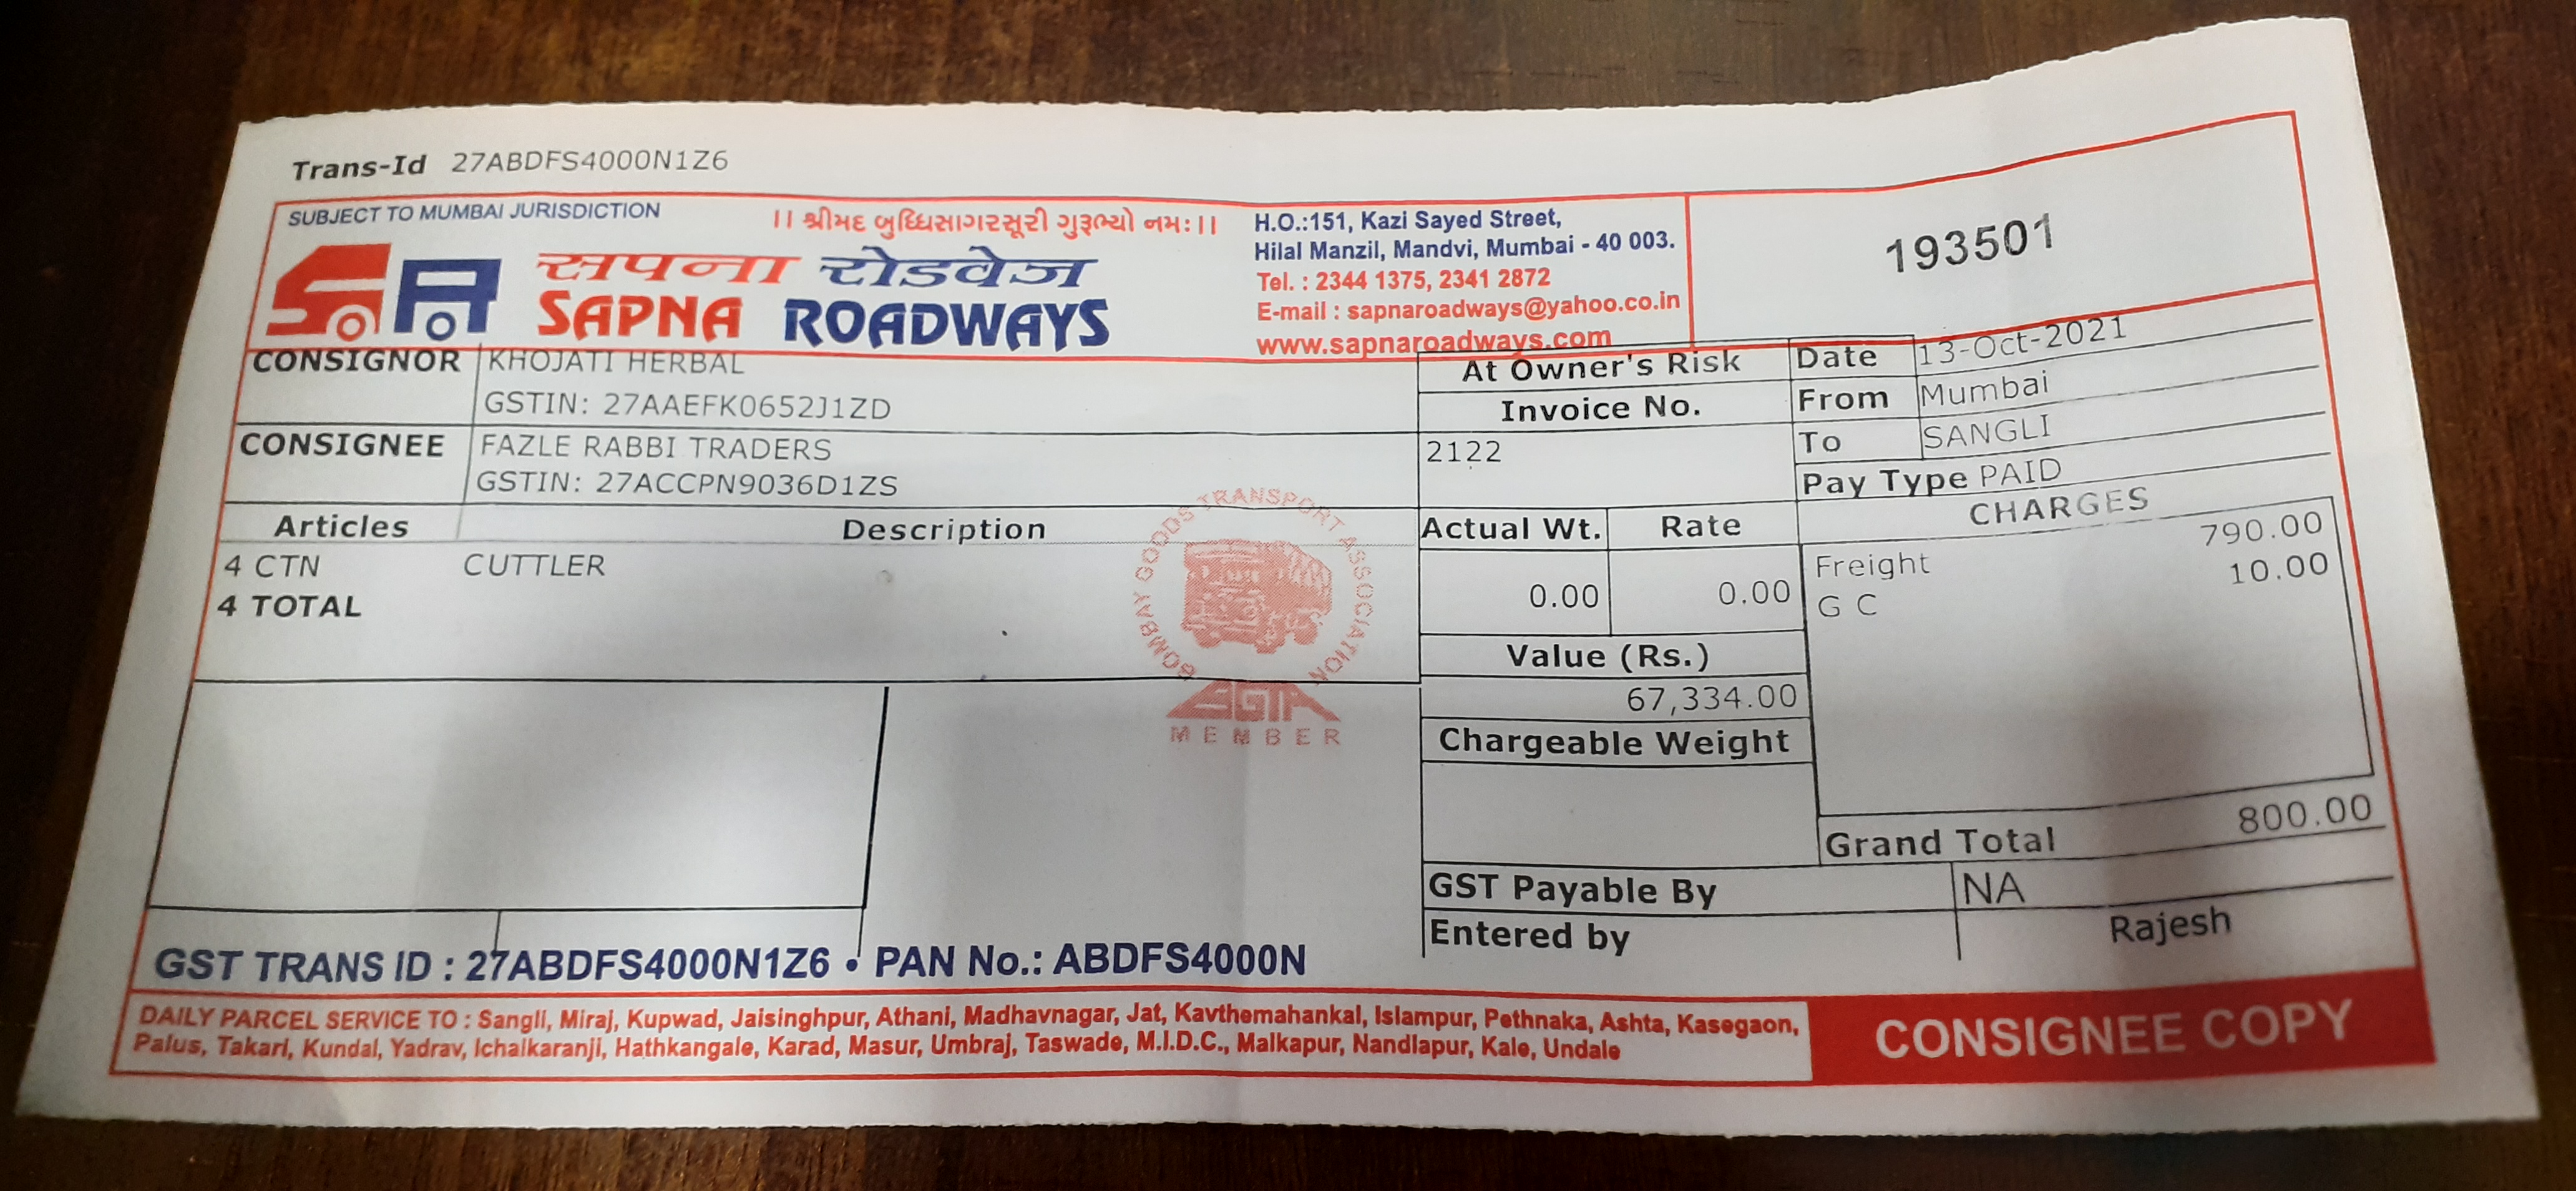 Trans-Id 27ABDFS4000N1Z6
SUBJECT TO MUMBAI JURISDICTION
।। શ્રીમદ બુધ્ધિસાગરસૂરી ગુરૂભ્યો નમઃ।।
सपना रोडवेज
SAPNA ROADWAYS
H.O.:151, Kazi Sayed Street,
Hilal Manzil, Mandvi, Mumbai - 40 003.
Tel. : 2344 1375, 2341 2872
E-mail : sapnaroadways@yahoo.co.in
www.sapnaroadways.com
193501
CONSIGNOR KHOJATI HERBAL
GSTIN: 27AAEFK0652J1ZD
CONSIGNEE FAZLE RABBI TRADERS
GSTIN: 27ACCPN9036D1ZS
At Owner's Risk
Invoice No.
2122
Date 13-Oct-2021
From Mumbai
To SANGLI
Pay Type PAID
Articles Description
4 CTN CUTTLER
4 TOTAL
BOMBAY GOODS TRANSPORT ASSOCIATION
BGTA
MEMBER
Actual Wt. Rate
0.00 0.00
Value (Rs.)
67,334.00
Chargeable Weight
CHARGES
Freight 790.00
G C 10.00
Grand Total 800.00
GST Payable By NA
Entered by Rajesh
GST TRANS ID : 27ABDFS4000N1Z6 • PAN No.: ABDFS4000N
DAILY PARCEL SERVICE TO : Sangli, Miraj, Kupwad, Jaisinghpur, Athani, Madhavnagar, Jat, Kavthemahankal, Islampur, Pethnaka, Ashta, Kasegaon,
Palus, Takari, Kundal, Yadrav, Ichalkaranji, Hathkangale, Karad, Masur, Umbraj, Taswade, M.I.D.C., Malkapur, Nandlapur, Kale, Undale
CONSIGNEE COPY